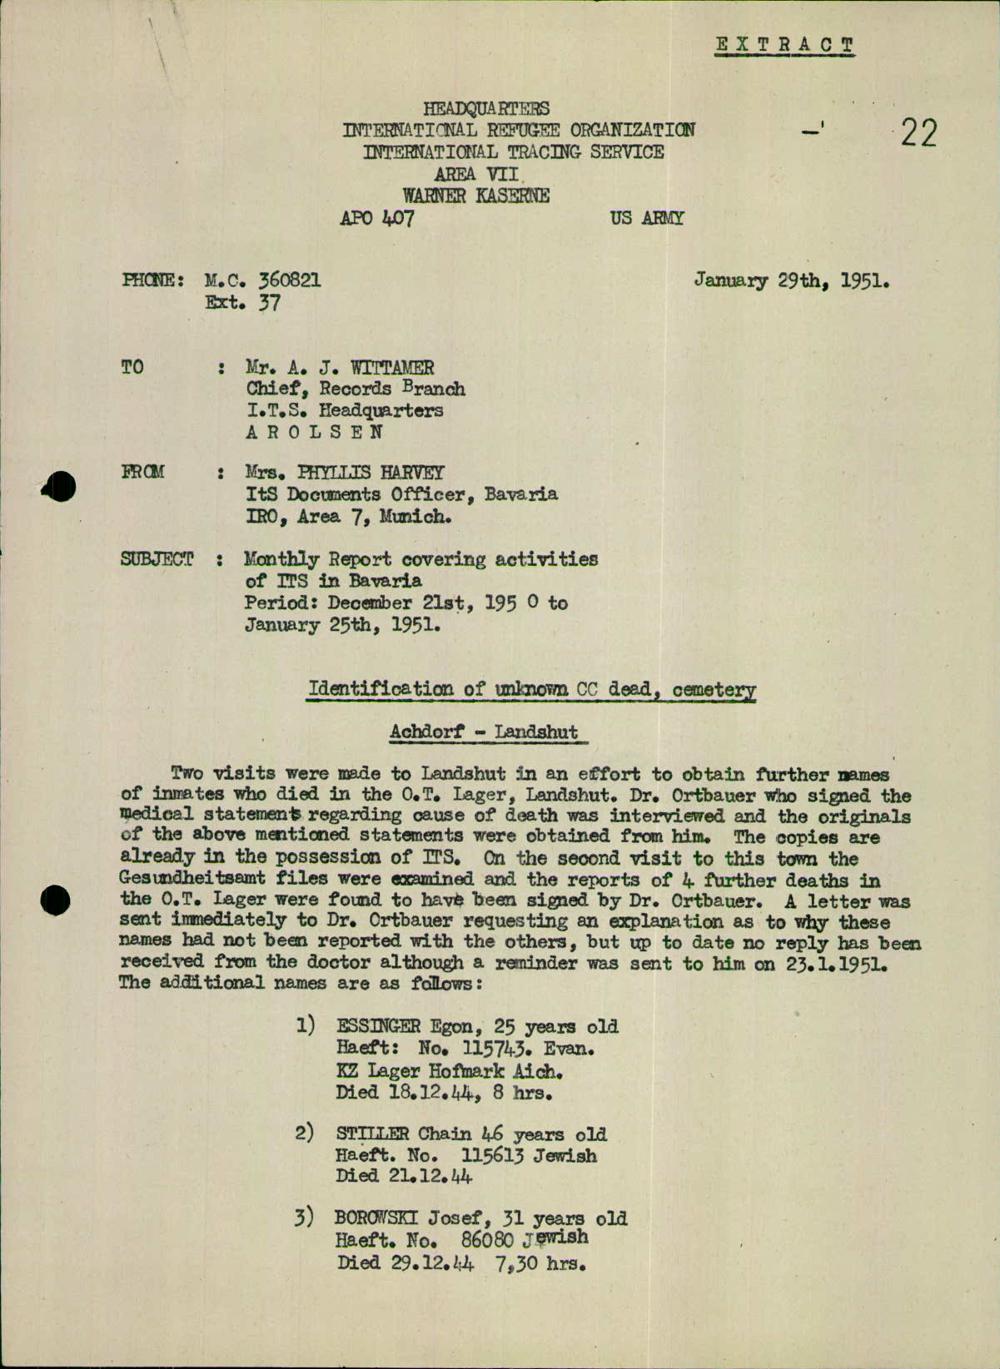 E X T R A C T
HEADQUARTERS
INTERNATIONAL REFUGEE ORGANIZATION
INTERNATIONAL TRACING SERVICE
AREA VII
WARNER KASERNE
APO 407 US ARMY
22
PHONE: M.C. 360821
Ext. 37
January 29th, 1951.
TO : Mr. A. J. WITTAMER
Chief, Records Branch
I.T.S. Headquarters
A R O L S E N
FROM : Mrs. PHYLLIS HARVEY
ItS Documents Officer, Bavaria
IRO, Area 7, Munich.
SUBJECT : Monthly Report covering activities
of ITS in Bavaria
Period: December 21st, 195 0 to
January 25th, 1951.
Identification of unknown CC dead, cemetery
Achdorf - Landshut
Two visits were made to Landshut in an effort to obtain further names
of inmates who died in the O.T. Lager, Landshut. Dr. Ortbauer who signed the
medical statements regarding cause of death was interviewed and the originals
of the above mentioned statements were obtained from him. The copies are
already in the possession of ITS. On the second visit to this town the
Gesundheitsamt files were examined and the reports of 4 further deaths in
the O.T. Lager were found to have been signed by Dr. Ortbauer. A letter was
sent immediately to Dr. Ortbauer requesting an explanation as to why these
names had not been reported with the others, but up to date no reply has been
received from the doctor although a reminder was sent to him on 23.1.1951.
The additional names are as follows:
1) ESSINGER Egon, 25 years old
Haeft: No. 115743. Evan.
KZ Lager Hofmark Aich.
Died 18.12.44, 8 hrs.
2) STILLER Chain 46 years old
Haeft. No. 115613 Jewish
Died 21.12.44
3) BOROWSKI Josef, 31 years old
Haeft. No. 86080 Jewish
Died 29.12.44 7,30 hrs.